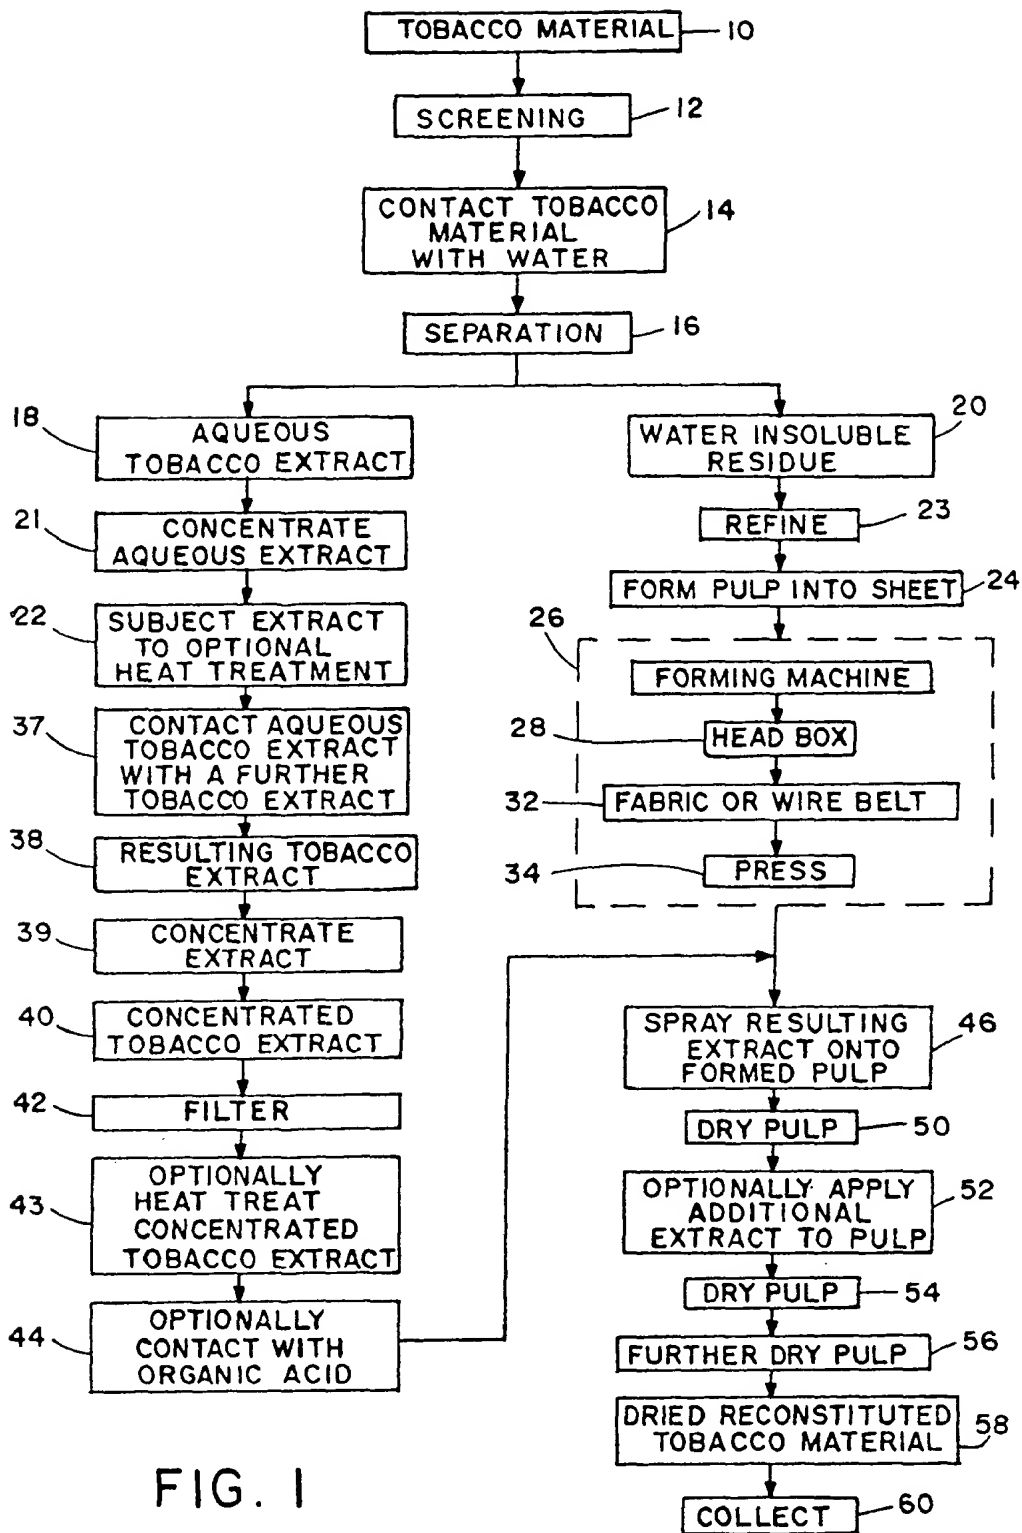 TOBACCO MATERIAL
10
SCREENING
12
CONTACT TOBACCO
MATERIAL
WITH WATER
14
SEPARATION
16
18
AQUEOUS
TOBACCO EXTRACT
21
CONCENTRATE
AQUEOUS EXTRACT
22
SUBJECT EXTRACT
TO OPTIONAL
HEAT TREATMENT
37
CONTACT AQUEOUS
TOBACCO EXTRACT
WITH A FURTHER
TOBACCO EXTRACT
38
RESULTING TOBACCO
EXTRACT
39
CONCENTRATE
EXTRACT
40
CONCENTRATED
TOBACCO EXTRACT
42
FILTER
43
OPTIONALLY
HEAT TREAT
CONCENTRATED
TOBACCO EXTRACT
44
OPTIONALLY
CONTACT WITH
ORGANIC ACID
WATER INSOLUBLE
RESIDUE
20
REFINE
23
FORM PULP INTO SHEET
24
26
FORMING MACHINE
28
HEAD BOX
32
FABRIC OR WIRE BELT
34
PRESS
SPRAY RESULTING
EXTRACT ONTO
FORMED PULP
46
DRY PULP
50
OPTIONALLY APPLY
ADDITIONAL
EXTRACT TO PULP
52
DRY PULP
54
FURTHER DRY PULP
56
DRIED RECONSTITUTED
TOBACCO MATERIAL
58
COLLECT
60
FIG. 1